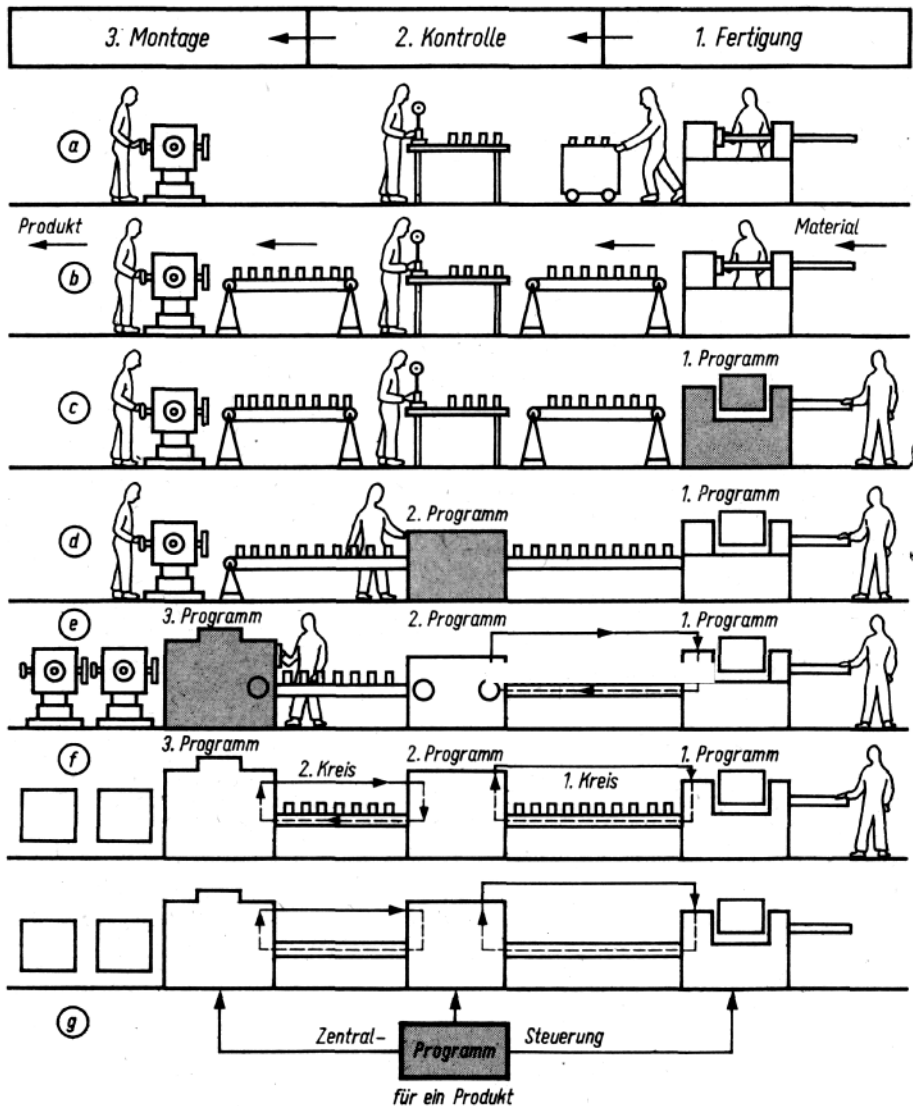 3. Montage
2. Kontrolle
1. Fertigung
a
Produkt
Material
b
1. Programm
c
2. Programm
1. Programm
d
e
3. Programm
2. Programm
1. Programm
3. Programm
2. Programm
1. Programm
f
2. Kreis
1. Kreis
g
Zentral-
Programm
Steuerung
für ein Produkt